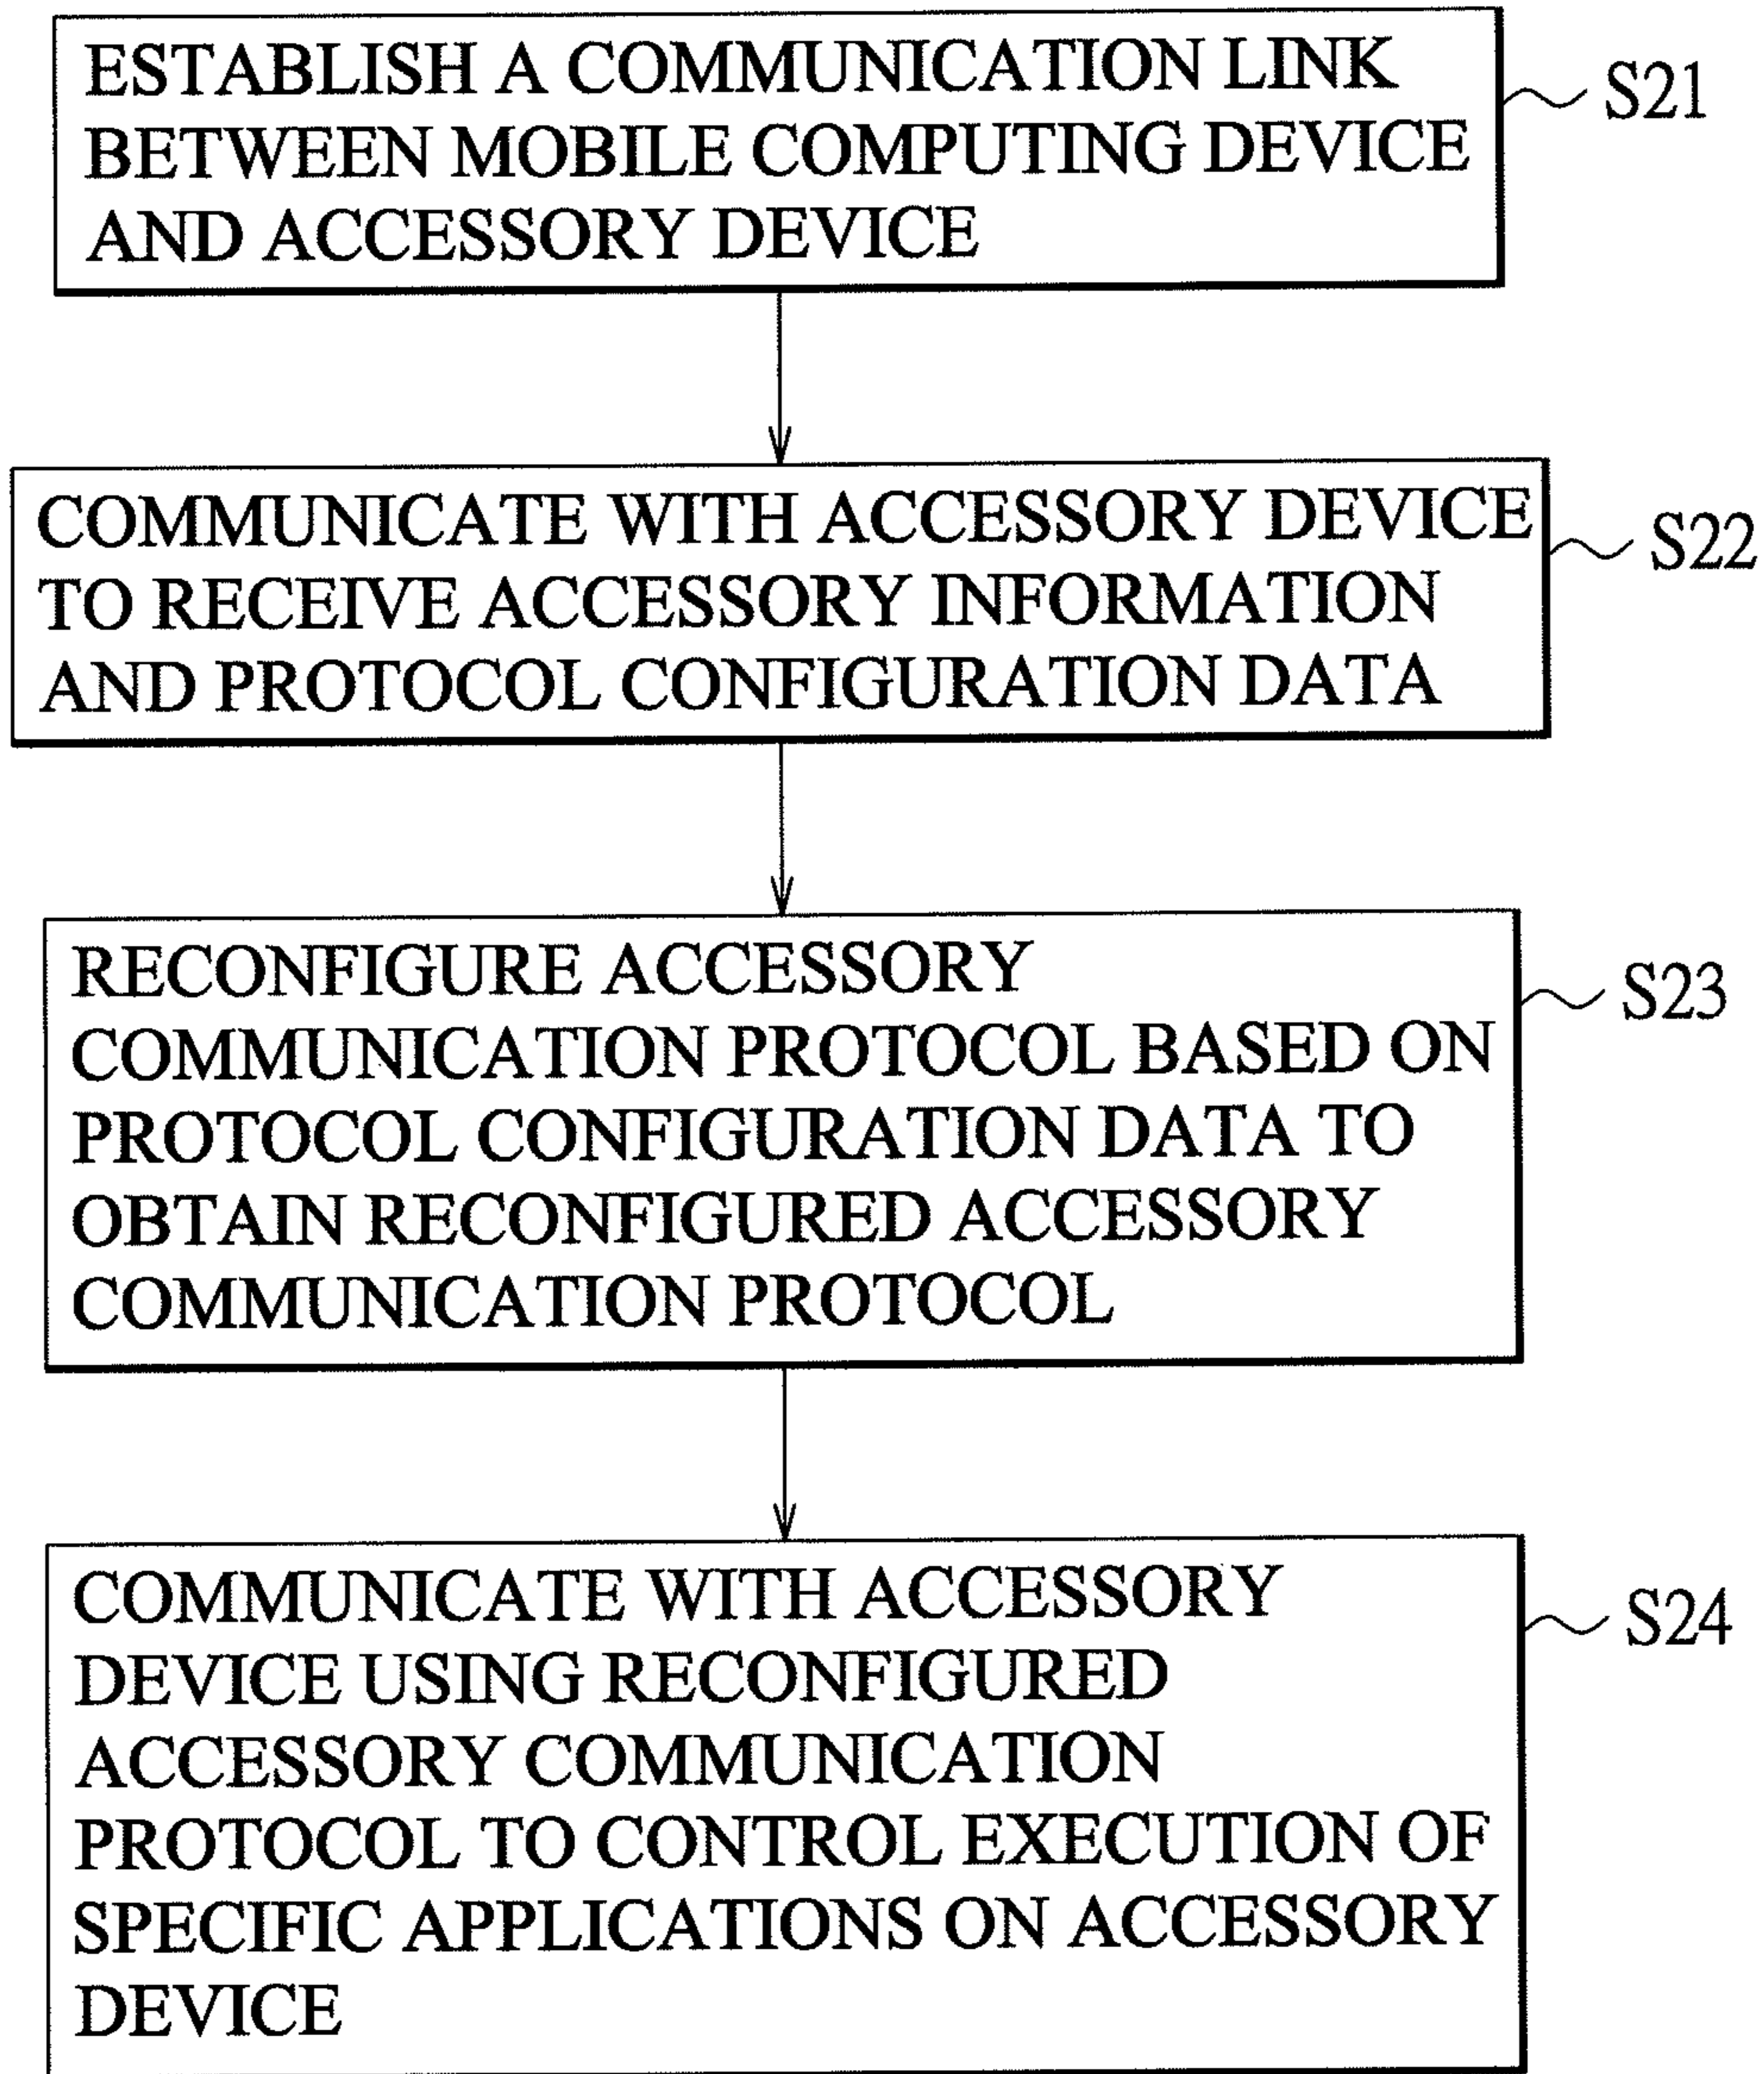 ESTABLISH A COMMUNICATION LINK
BETWEEN MOBILE COMPUTING DEVICE
AND ACCESSORY DEVICE
S21
COMMUNICATE WITH ACCESSORY DEVICE
TO RECEIVE ACCESSORY INFORMATION
AND PROTOCOL CONFIGURATION DATA
S22
RECONFIGURE ACCESSORY
COMMUNICATION PROTOCOL BASED ON
PROTOCOL CONFIGURATION DATA TO
OBTAIN RECONFIGURED ACCESSORY
COMMUNICATION PROTOCOL
S23
COMMUNICATE WITH ACCESSORY
DEVICE USING RECONFIGURED
ACCESSORY COMMUNICATION
PROTOCOL TO CONTROL EXECUTION OF
SPECIFIC APPLICATIONS ON ACCESSORY
DEVICE
S24